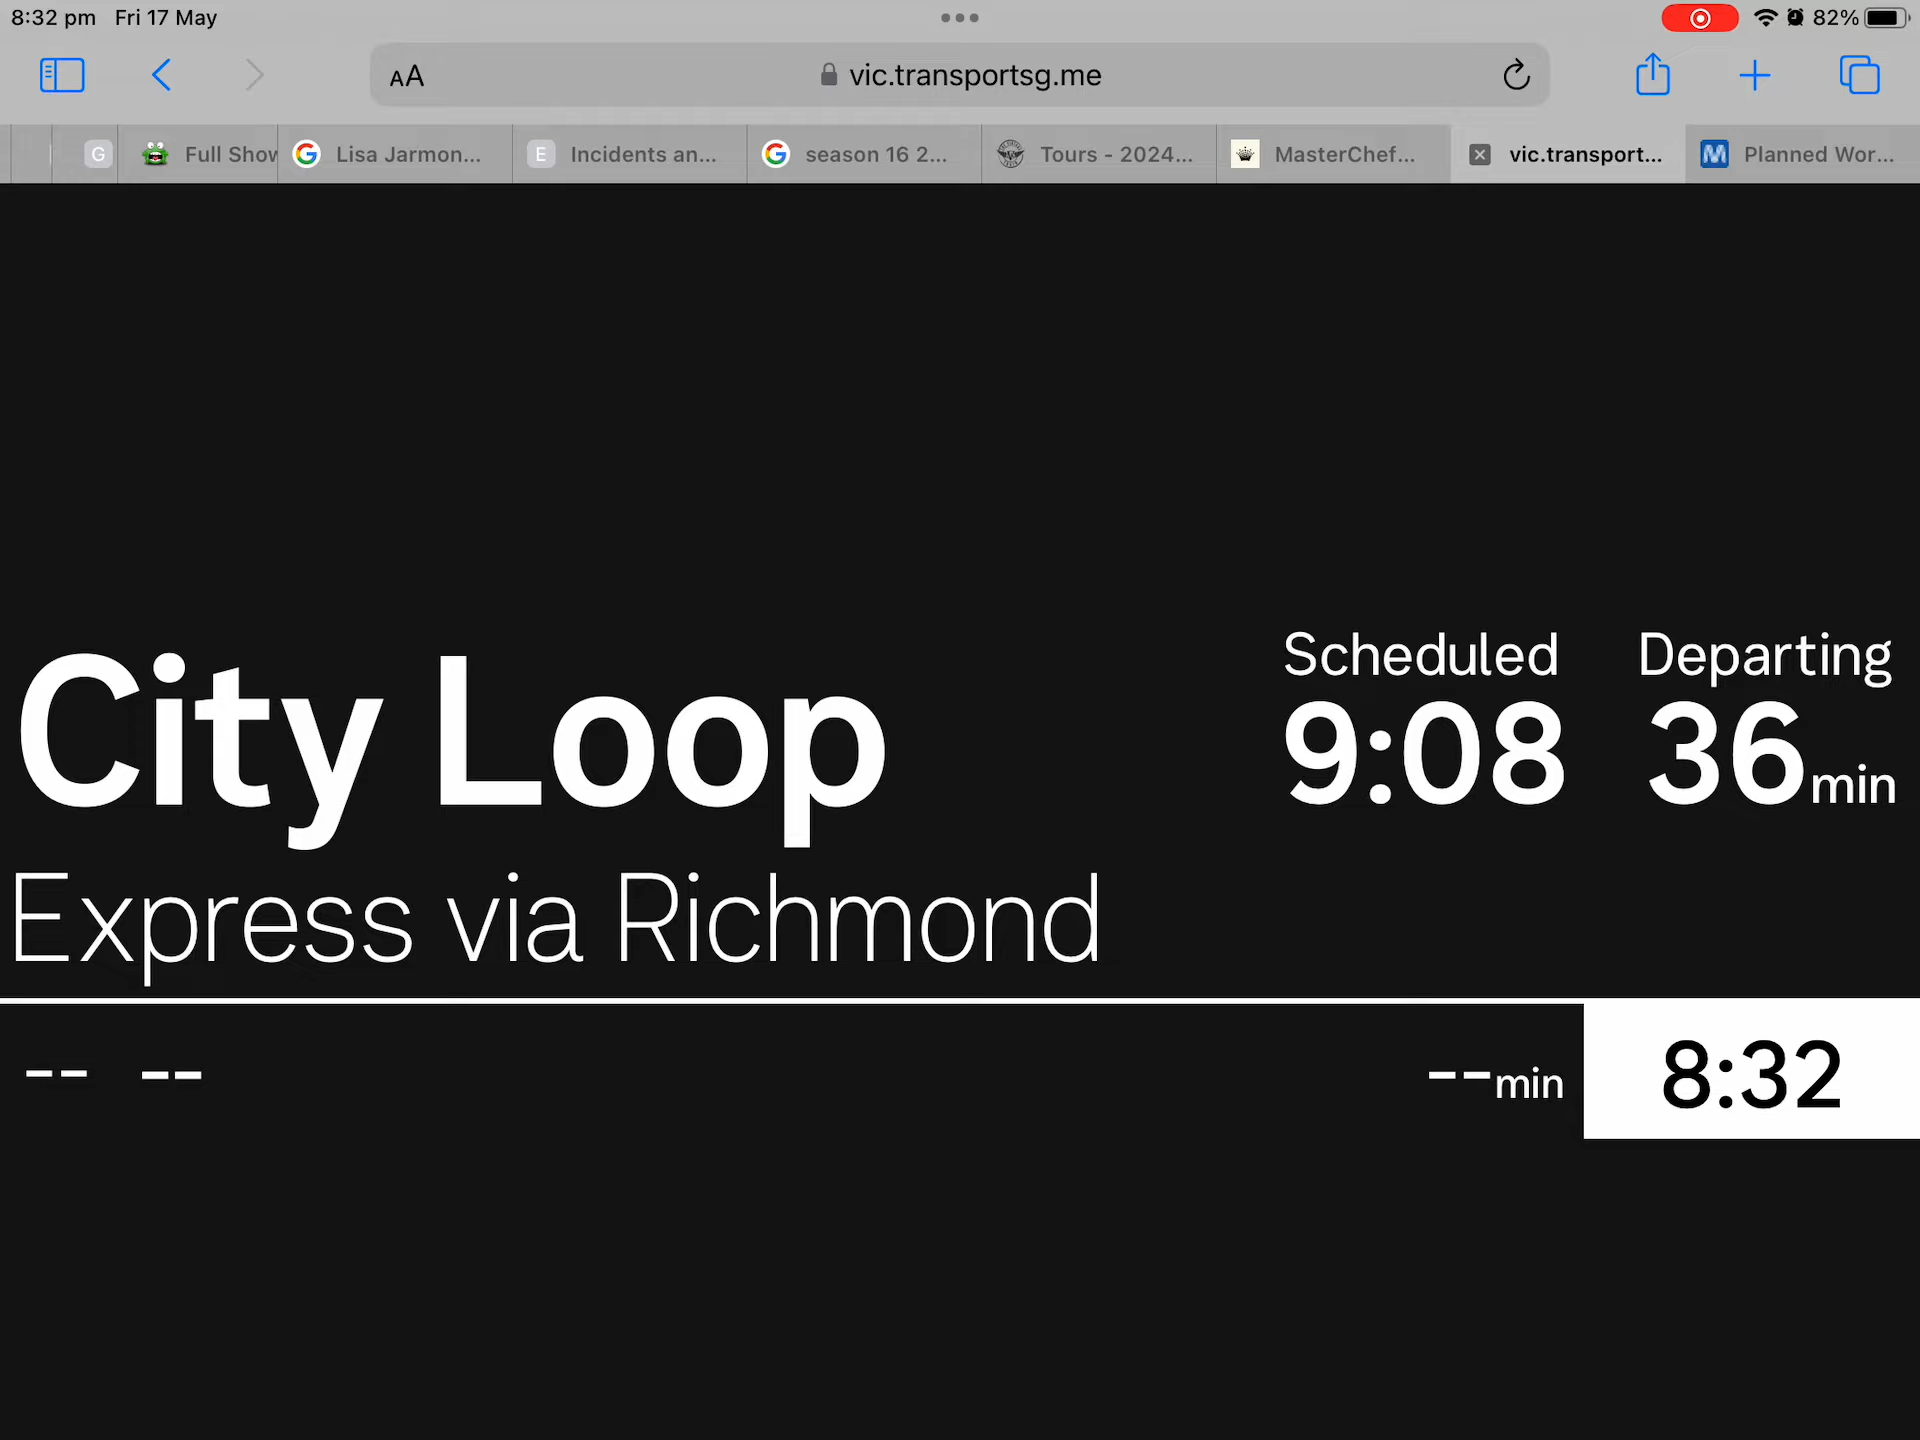 8:32 pm Fri 17 May 82%
AA vic.transportsg.me
G Full Show Lisa Jarmon... E Incidents an... season 16 2... Tours - 2024... MasterChef... vic.transport... M Planned Wor...
Scheduled Departing
City Loop 9:08 36min
Express via Richmond
-- -- --min 8:32